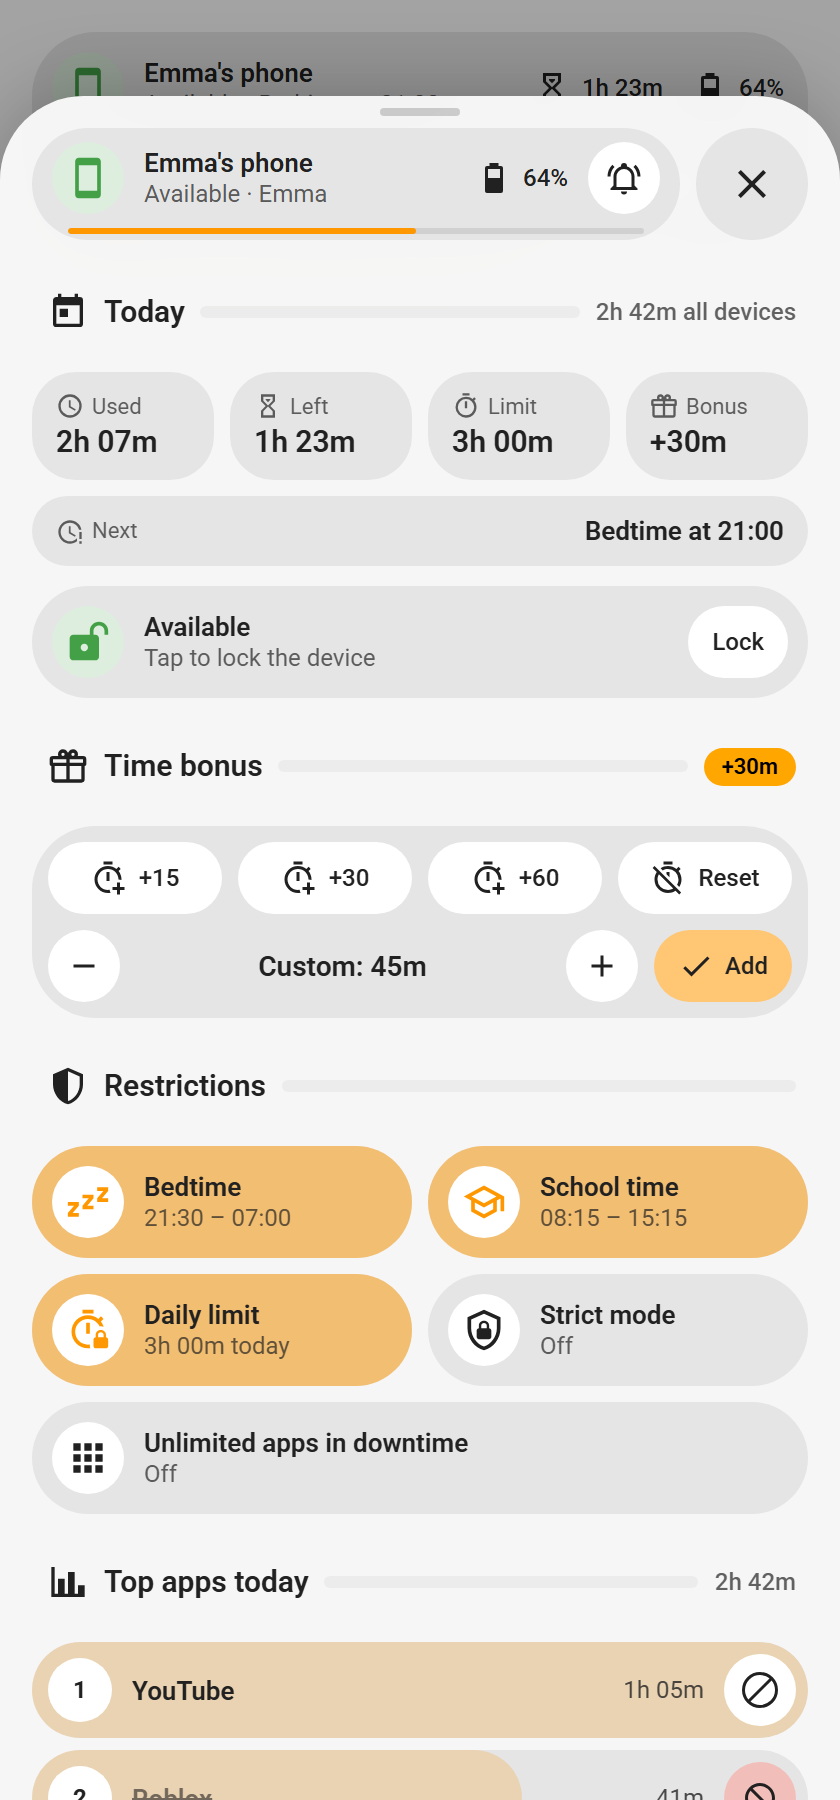 Emma's phone
1h 23m
64%
Emma's phone
Available · Emma
64%
Today
2h 42m all devices
Used
2h 07m
Left
1h 23m
Limit
3h 00m
Bonus
+30m
Next
Bedtime at 21:00
Available
Tap to lock the device
Lock
Time bonus
+30m
+15
+30
+60
Reset
Custom: 45m
Add
Restrictions
Bedtime
21:30 – 07:00
School time
08:15 – 15:15
Daily limit
3h 00m today
Strict mode
Off
Unlimited apps in downtime
Off
Top apps today
2h 42m
1
YouTube
1h 05m
2
Roblox
41m